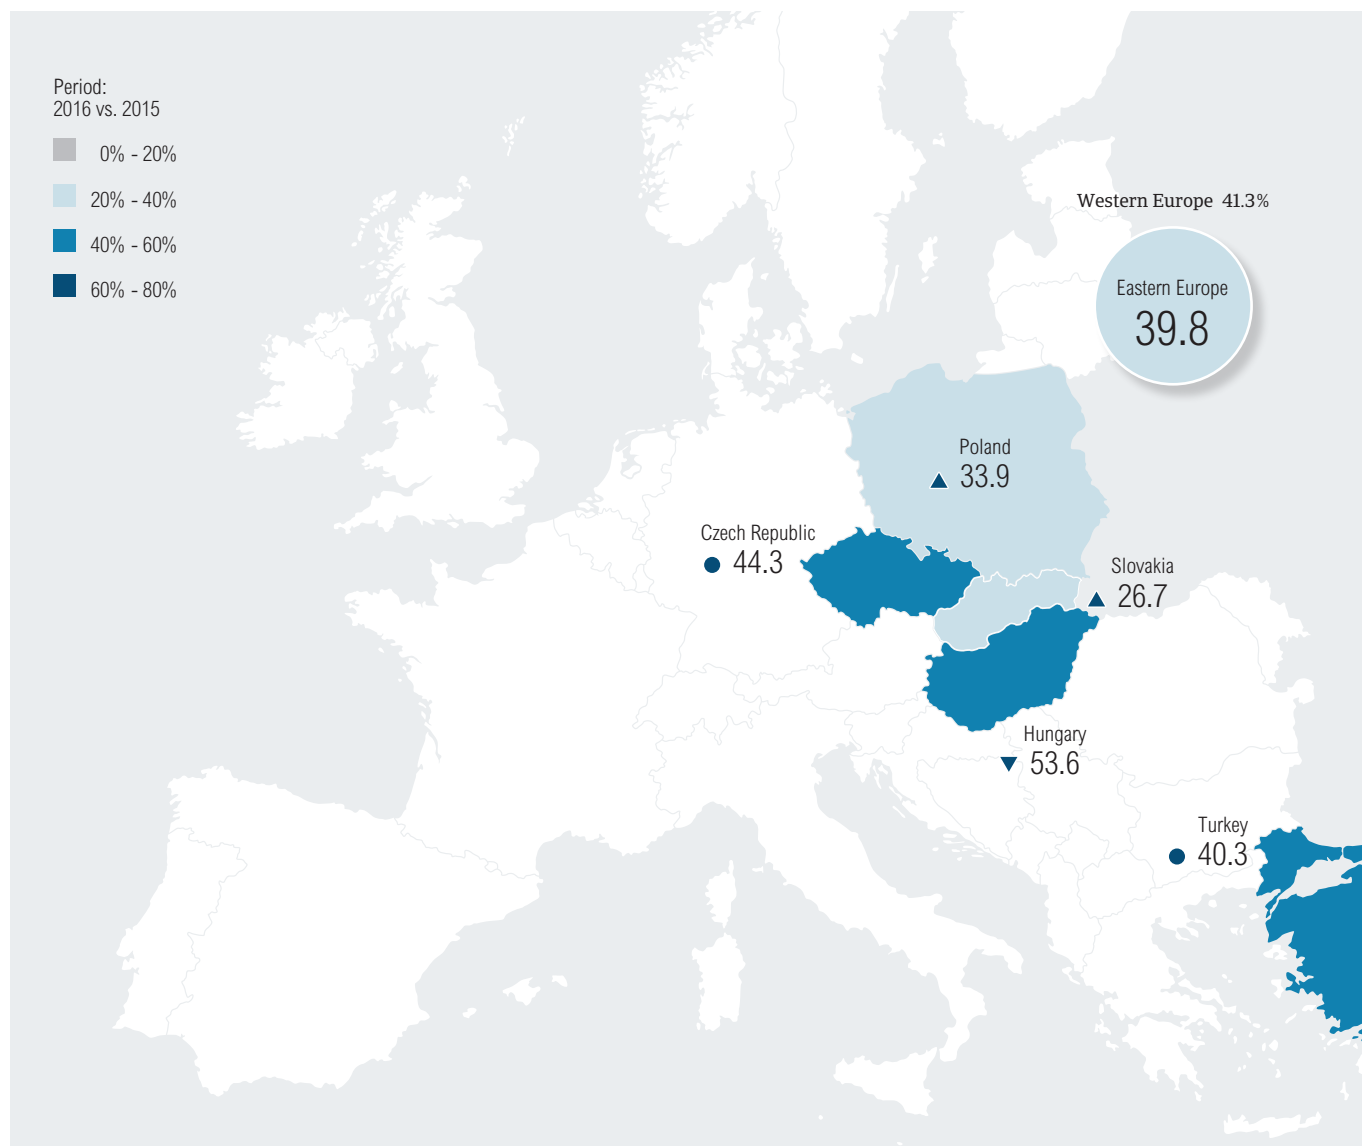 Period:
2016 vs. 2015
0% - 20%
20% - 40%
40% - 60%
60% - 80%
Western Europe 41.3%
Eastern Europe
39.8
Poland
33.9
Czech Republic
44.3
Slovakia
26.7
Hungary
53.6
Turkey
40.3